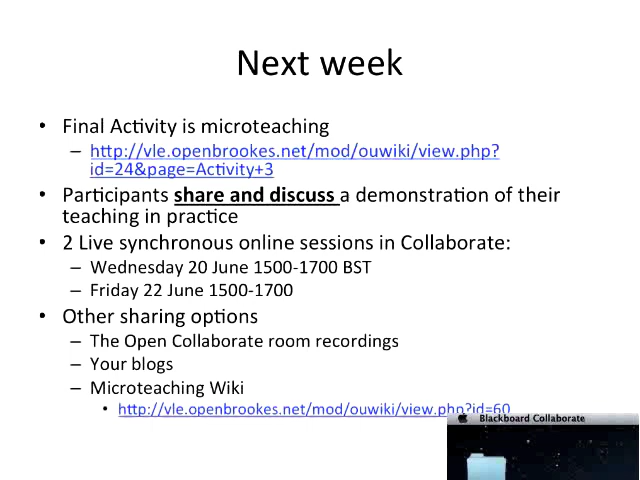 Next week
• Final Activity is microteaching
– http://vle.openbrookes.net/mod/ouwiki/view.php?
id=24&page=Activity+3
• Participants share and discuss a demonstration of their
teaching in practice
• 2 Live synchronous online sessions in Collaborate:
– Wednesday 20 June 1500-1700 BST
– Friday 22 June 1500-1700
• Other sharing options
– The Open Collaborate room recordings
– Your blogs
– Microteaching Wiki
• http://vle.openbrookes.net/mod/ouwiki/view.php?id=60
Blackboard Collaborate